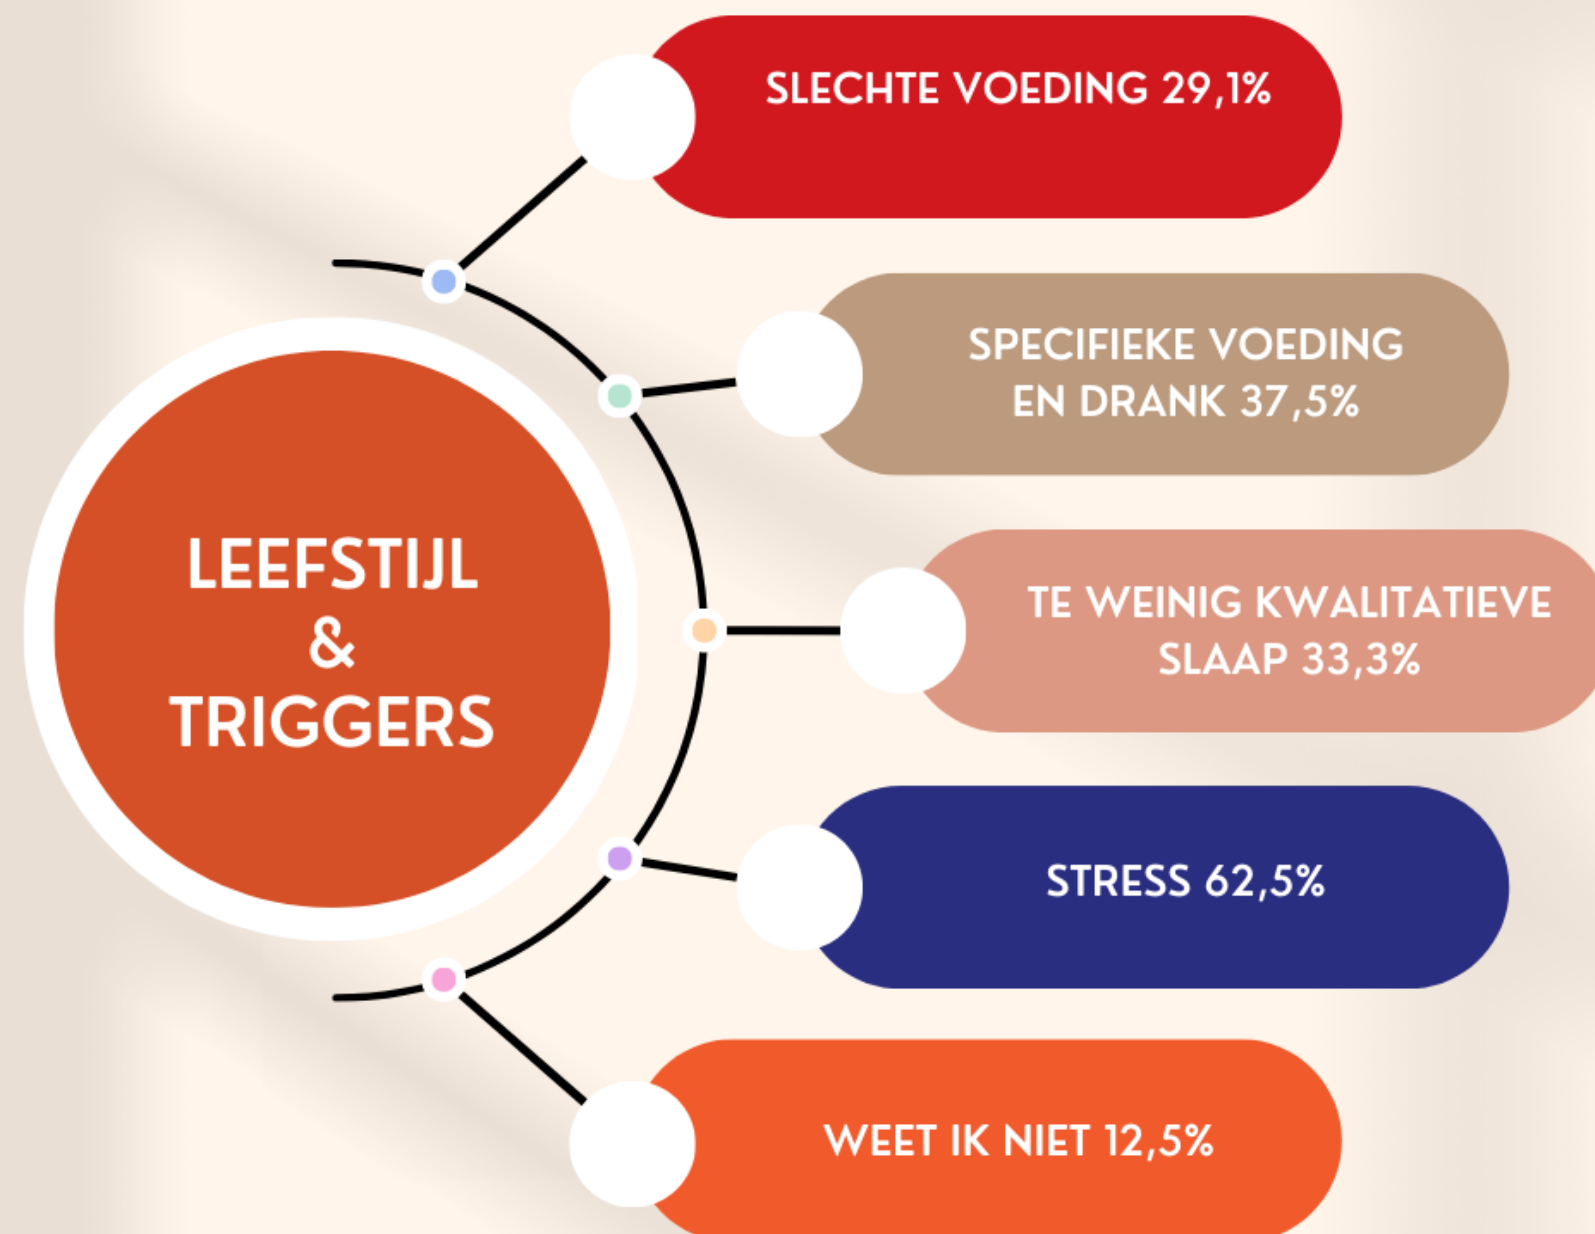 SLECHTE VOEDING 29,1%
SPECIFIEKE VOEDING
EN DRANK 37,5%
LEEFSTIJL
&
TRIGGERS
TE WEINIG KWALITATIEVE
SLAAP 33,3%
STRESS 62,5%
WEET IK NIET 12,5%